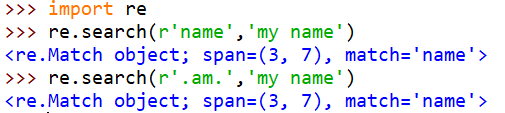 >>> import re
>>> re.search(r'name','my name')
<re.Match object; span=(3, 7), match='name'>
>>> re.search(r'.am.','my name')
<re.Match object; span=(3, 7), match='name'>